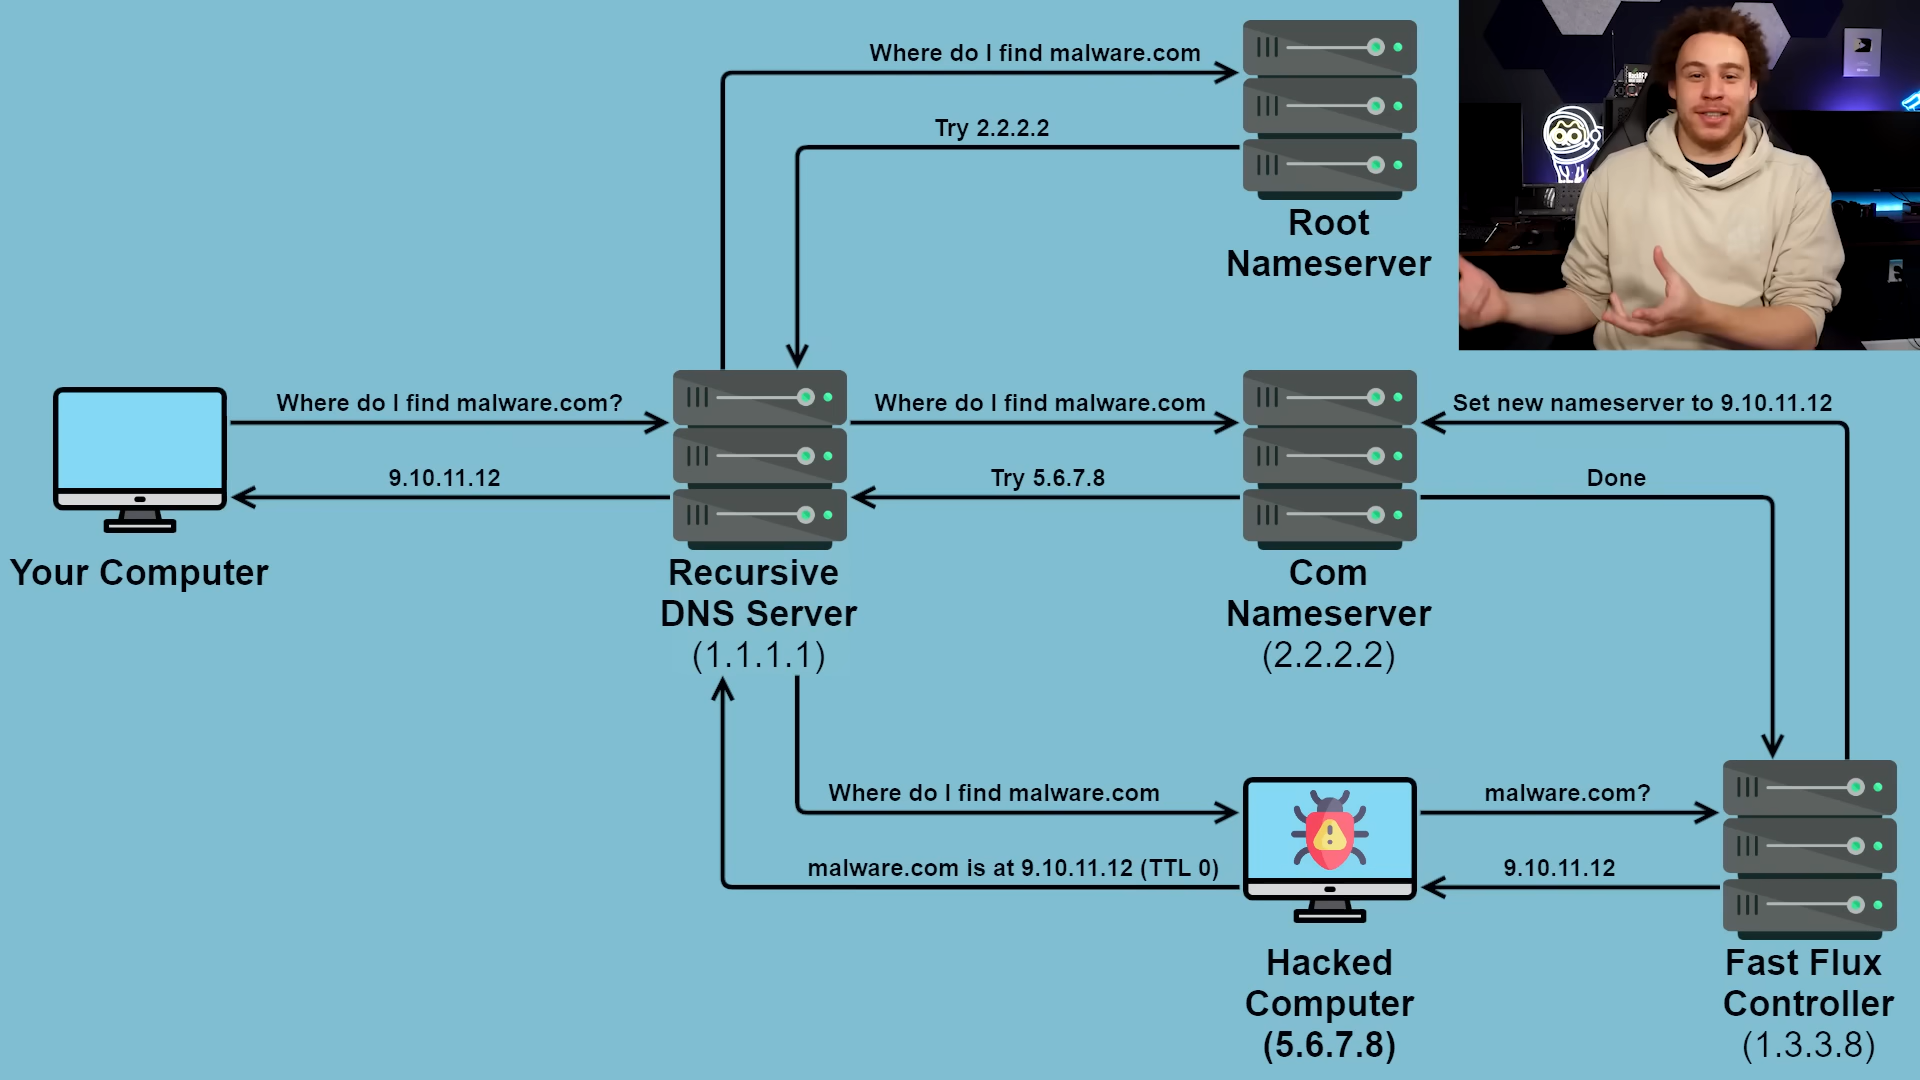 Where do I find malware.com
Try 2.2.2.2
Root
Nameserver
Where do I find malware.com?
9.10.11.12
Your Computer
Where do I find malware.com
Try 5.6.7.8
Recursive
DNS Server
(1.1.1.1)
Set new nameserver to 9.10.11.12
Done
Com
Nameserver
(2.2.2.2)
Where do I find malware.com
malware.com is at 9.10.11.12 (TTL 0)
malware.com?
9.10.11.12
Hacked
Computer
(5.6.7.8)
Fast Flux
Controller
(1.3.3.8)